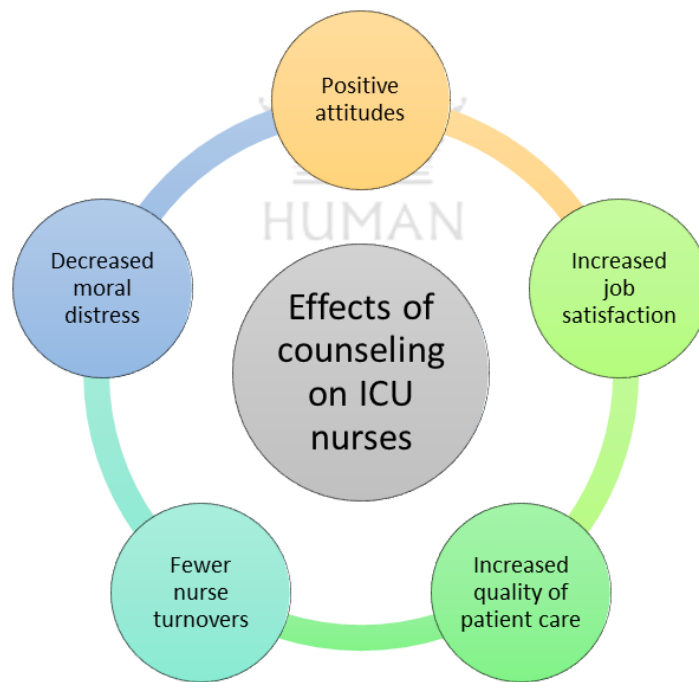 Positive
attitudes
HUMAN
Decreased
moral
distress
Increased
job
satisfaction
Effects of
counseling
on ICU
nurses
Fewer
nurse
turnovers
Increased
quality of
patient care